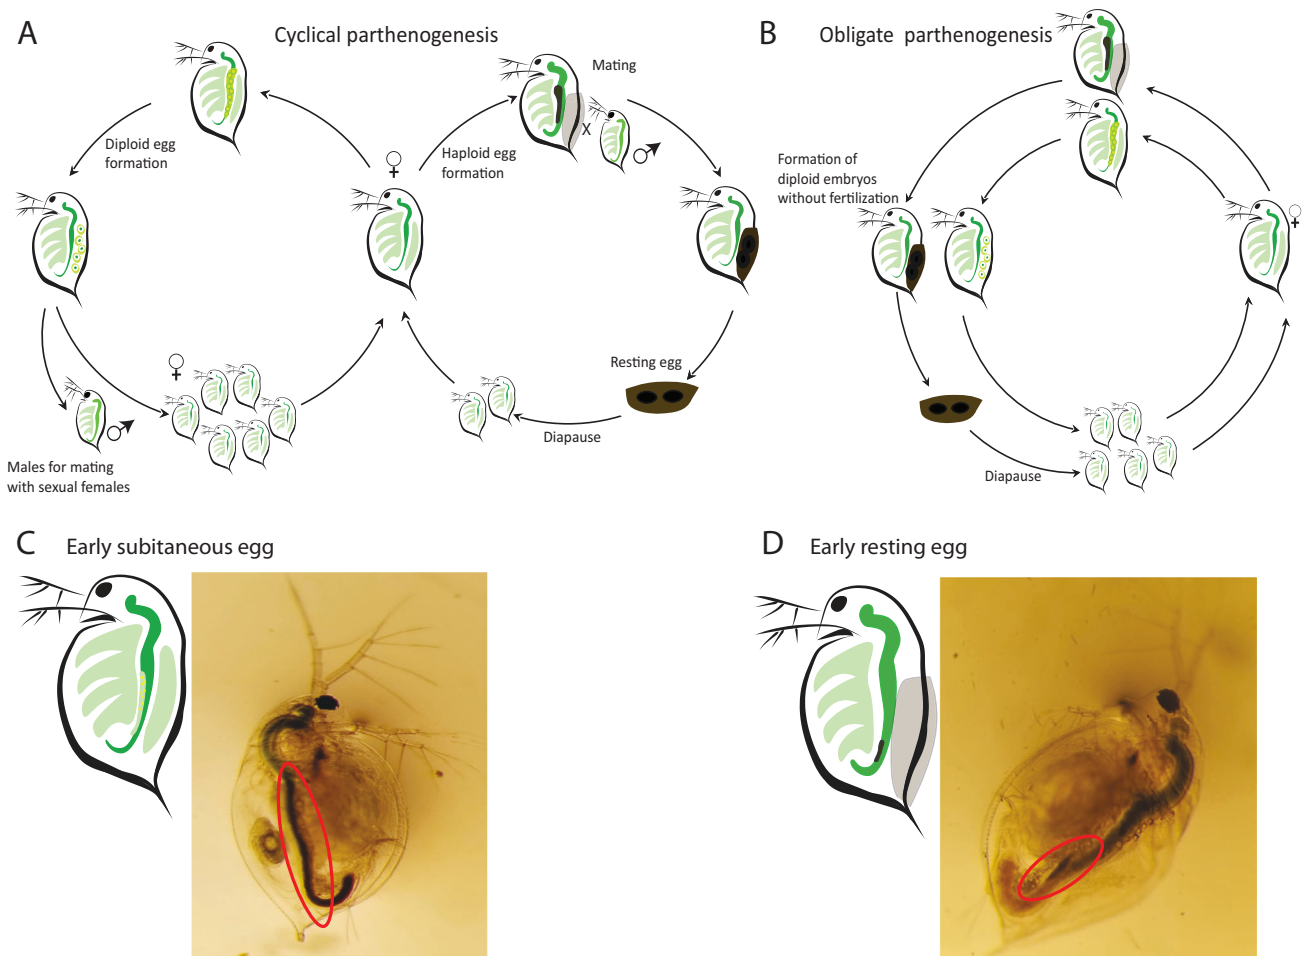 A
Cyclical parthenogenesis
Mating
Diploid egg
formation
Haploid egg
formation
X
Resting egg
Diapause
Males for mating
with sexual females
B
Obligate parthenogenesis
Formation of
diploid embryos
without fertilization
Diapause
C
Early subitaneous egg
D
Early resting egg